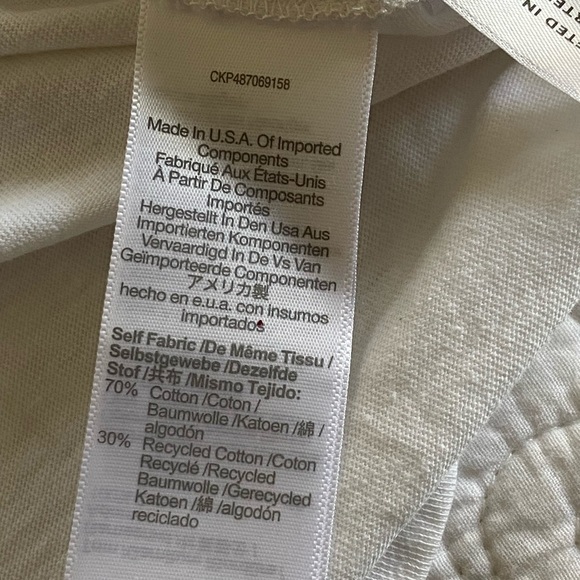 CTED IN
CKP487069158
Made In U.S.A. Of Imported
Components
Fabriqué Aux États-Unis
À Partir De Composants
Importés
Hergestellt In Den Usa Aus
Importierten Komponenten
Vervaardigd In De Vs Van
Geïmporteerde Componenten
アメリカ製
hecho en e.u.a. con insumos
importados
Self Fabric /De Même Tissu /
Selbstgewebe /Dezelfde
Stof /共布 /Mismo Tejido:
70% Cotton /Coton /
Baumwolle /Katoen /綿 /
algodón
30% Recycled Cotton /Coton
Recyclé /Recycled
Baumwolle /Gerecycled
Katoen /綿 /algodón
reciclado